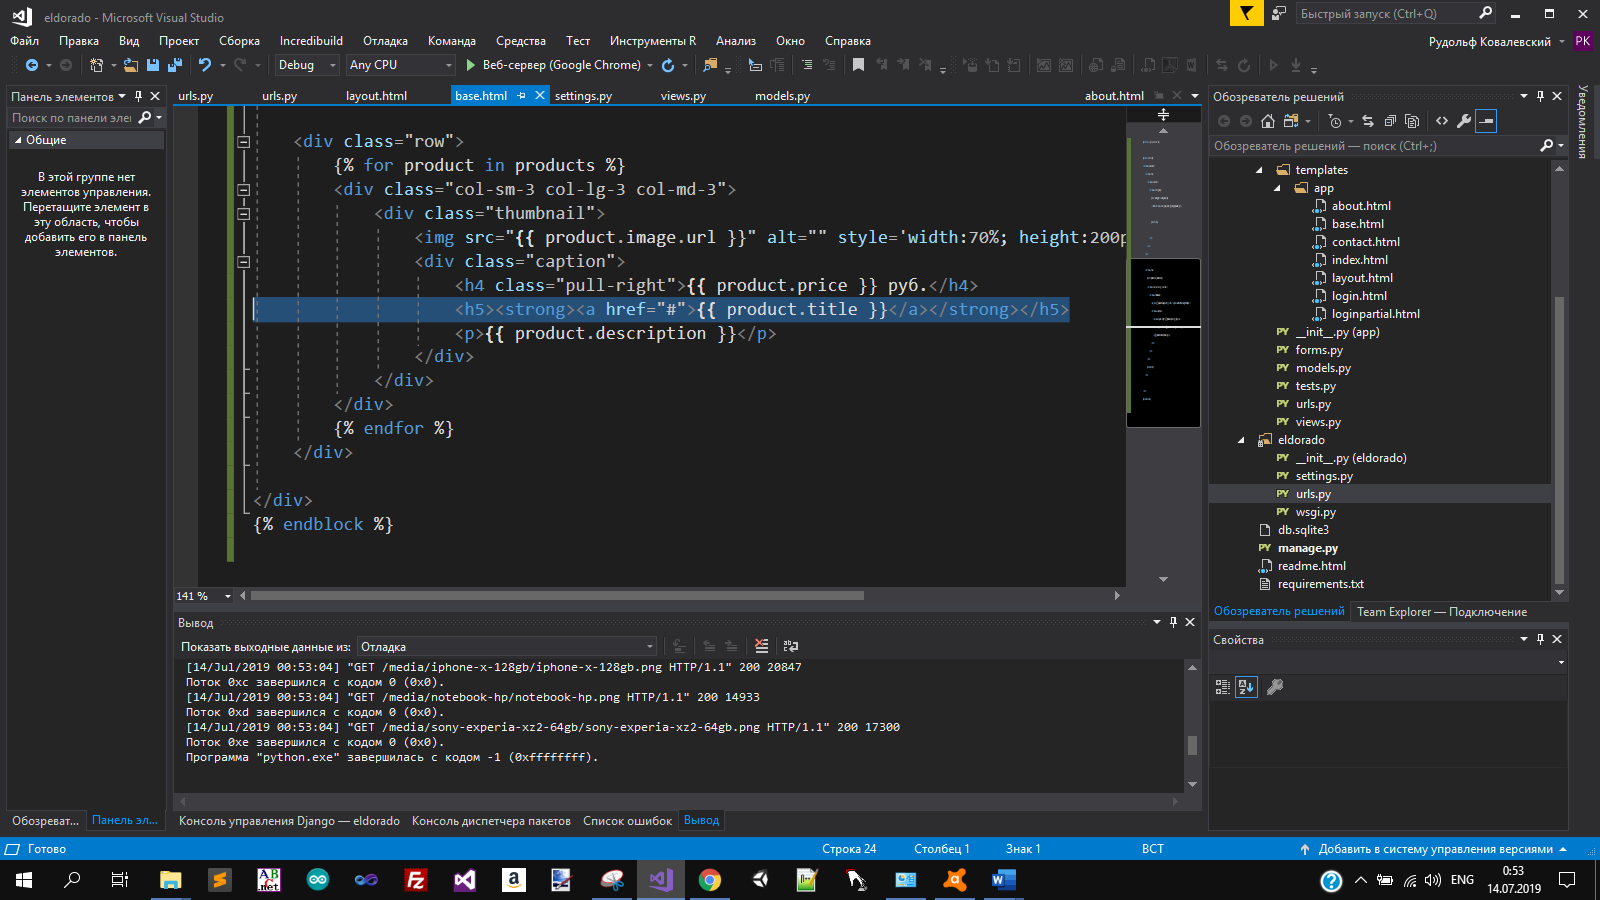 eldorado - Microsoft Visual Studio
Быстрый запуск (Ctrl+Q)
Файл Правка Вид Проект Сборка Incredibuild Отладка Команда Средства Тест Инструменты R Анализ Окно Справка
Рудольф Ковалевский РК
Debug Any CPU Веб-сервер (Google Chrome)
Панель элементов
Поиск по панели элем
Общие
В этой группе нет
элементов управления.
Перетащите элемент в
эту область, чтобы
добавить его в панель
элементов.
Обозреват... Панель эл...
urls.py urls.py layout.html base.html settings.py views.py models.py about.html
<div class="row">
{% for product in products %}
<div class="col-sm-3 col-lg-3 col-md-3">
<div class="thumbnail">
<img src="{{ product.image.url }}" alt="" style='width:70%; height:200p
<div class="caption">
<h4 class="pull-right">{{ product.price }} руб.</h4>
<h5><strong><a href="#">{{ product.title }}</a></strong></h5>
<p>{{ product.description }}</p>
</div>
</div>
</div>
{% endfor %}
</div>
</div>
{% endblock %}
141 %
Вывод
Показать выходные данные из: Отладка
[14/Jul/2019 00:53:04] "GET /media/iphone-x-128gb/iphone-x-128gb.png HTTP/1.1" 200 20847
Поток 0xc завершился с кодом 0 (0x0).
[14/Jul/2019 00:53:04] "GET /media/notebook-hp/notebook-hp.png HTTP/1.1" 200 14933
Поток 0xd завершился с кодом 0 (0x0).
[14/Jul/2019 00:53:04] "GET /media/sony-experia-xz2-64gb/sony-experia-xz2-64gb.png HTTP/1.1" 200 17300
Поток 0xe завершился с кодом 0 (0x0).
Программа "python.exe" завершилась с кодом -1 (0xffffffff).
Консоль управления Django — eldorado Консоль диспетчера пакетов Список ошибок Вывод
Обозреватель решений
Обозреватель решений — поиск (Ctrl+;)
templates
app
about.html
base.html
contact.html
index.html
layout.html
login.html
loginpartial.html
__init__.py (app)
forms.py
models.py
tests.py
urls.py
views.py
eldorado
__init__.py (eldorado)
settings.py
urls.py
wsgi.py
db.sqlite3
manage.py
readme.html
requirements.txt
Обозреватель решений Team Explorer — Подключение
Свойства
Уведомления
Готово Строка 24 Столбец 1 Знак 1 ВСТ Добавить в систему управления версиями
ENG
0:53
14.07.2019